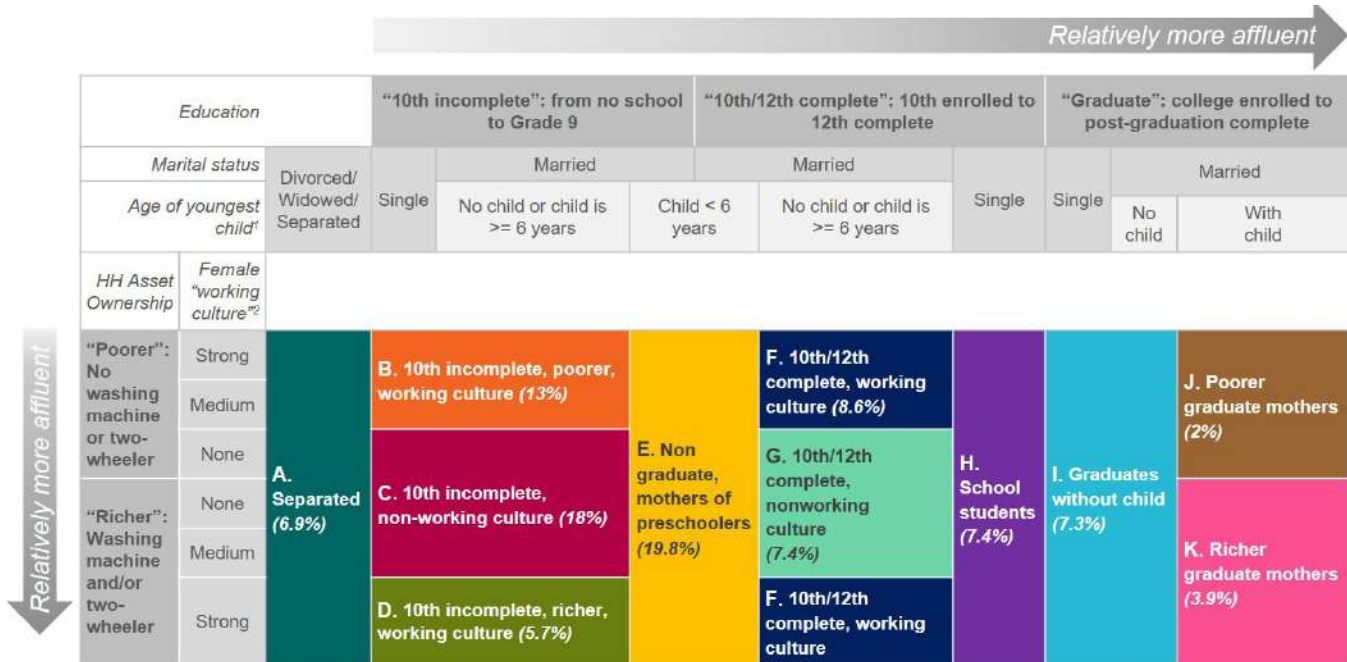 Relatively more affluent
Education
"10th incomplete": from no school
to Grade 9
"10th/12th complete": 10th enrolled to
12th complete
"Graduate": college enrolled to
post-graduation complete
Marital status
Divorced/
Widowed/
Separated
Single
Married
Married
Single
Single
Married
Age of youngest
child¹
No child or child is
>= 6 years
Child < 6
years
No child or child is
>= 6 years
No
child
With
child
HH Asset
Ownership
Female
"working
culture"²
Relatively more affluent
"Poorer":
No
washing
machine
or two-
wheeler
Strong
Medium
None
"Richer":
Washing
machine
and/or
two-
wheeler
None
Medium
Strong
A.
Separated
(6.9%)
B. 10th incomplete, poorer,
working culture (13%)
C. 10th incomplete,
non-working culture (18%)
D. 10th incomplete, richer,
working culture (5.7%)
E. Non
graduate,
mothers of
preschoolers
(19.8%)
F. 10th/12th
complete, working
culture (8.6%)
G. 10th/12th
complete,
nonworking
culture
(7.4%)
F. 10th/12th
complete, working
culture
H.
School
students
(7.4%)
I. Graduates
without child
(7.3%)
J. Poorer
graduate mothers
(2%)
K. Richer
graduate mothers
(3.9%)